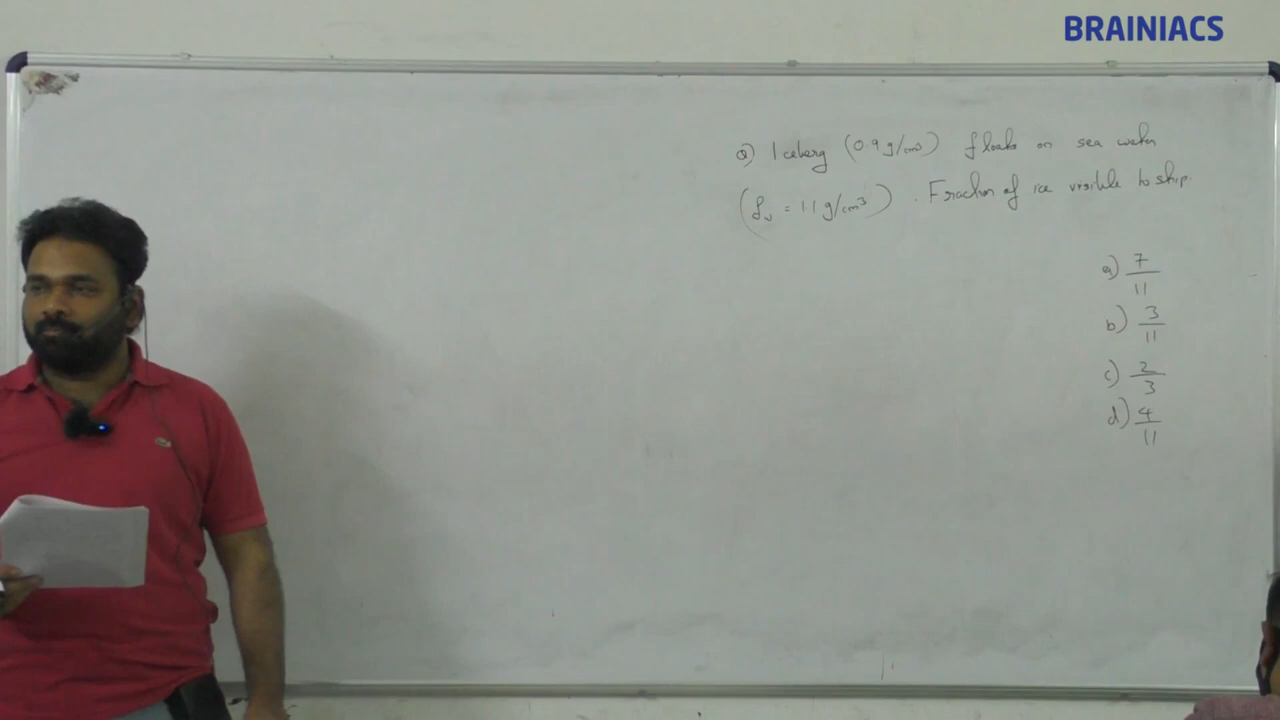 BRAINIACS
Q) Iceberg (0.9 g/cm³) floats on sea water
(ρ = 1.1 g/cm³). Fraction of ice visible to ship.
a) 7/11
b) 3/11
c) 2/3
d) 4/11